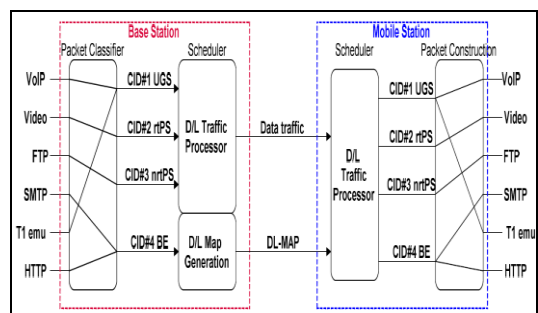 Base Station
Mobile Station
Packet Classifier
Scheduler
Scheduler
Packet Construction
VoIP
Video
FTP
SMTP
T1 emu
HTTP
CID#1 UGS
CID#2 rtPS
CID#3 nrtPS
CID#4 BE
D/L Traffic
Processor
D/L Map
Generation
Data traffic
DL-MAP
D/L
Traffic
Processor
CID#1 UGS
CID#2 rtPS
CID#3 nrtPS
CID#4 BE
VoIP
Video
FTP
SMTP
T1 emu
HTTP